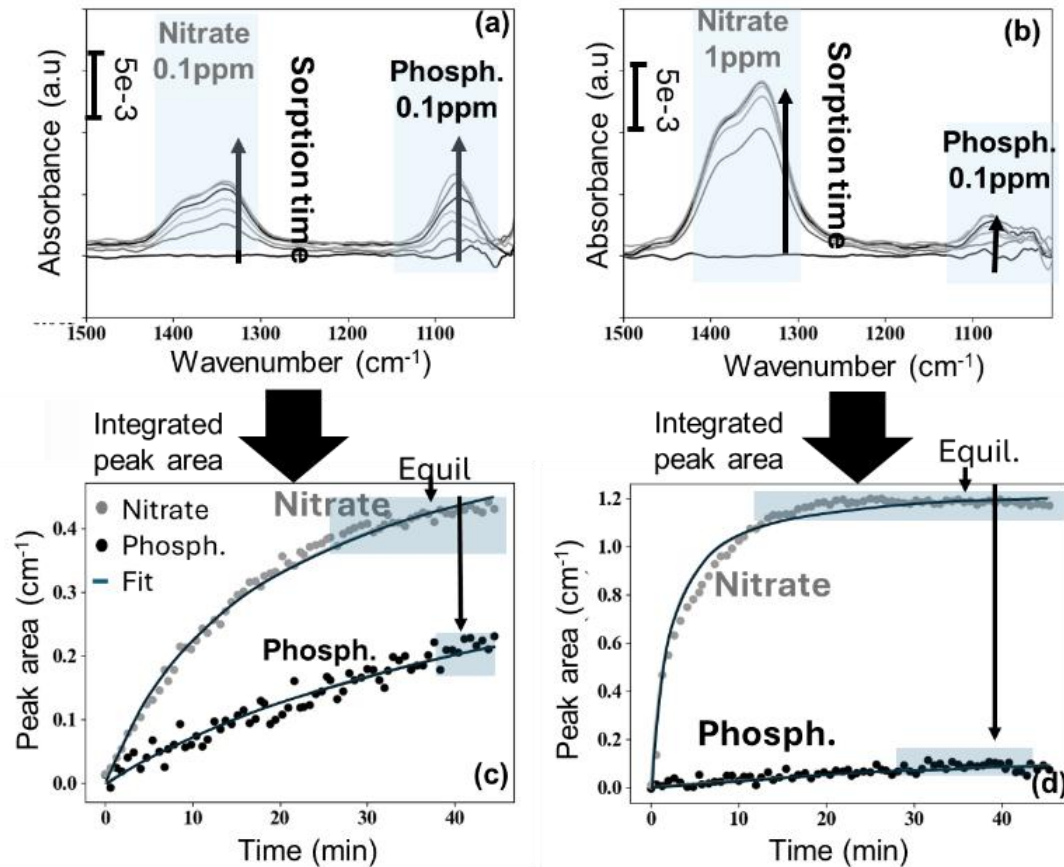 (a)
Nitrate
0.1ppm
Phosph.
0.1ppm
Sorption time
5e-3
Absorbance (a.u)
1500
1400
1300
1200
1100
Wavenumber (cm-1)
(b)
Nitrate
1ppm
Phosph.
0.1ppm
Sorption time
5e-3
Absorbance (a.u)
1500
1400
1300
1200
1100
Wavenumber (cm-1)
Integrated
peak area
Equil
Nitrate
Nitrate
Phosph.
Fit
Phosph.
(c)
0.4
0.3
0.2
0.1
0.0
Peak area (cm-1)
0
10
20
30
40
Time (min)
Integrated
peak area
Equil.
Nitrate
Phosph.
(d)
1.2
1.0
0.8
0.6
0.4
0.2
0.0
Peak area (cm-1)
0
10
20
30
40
Time (min)